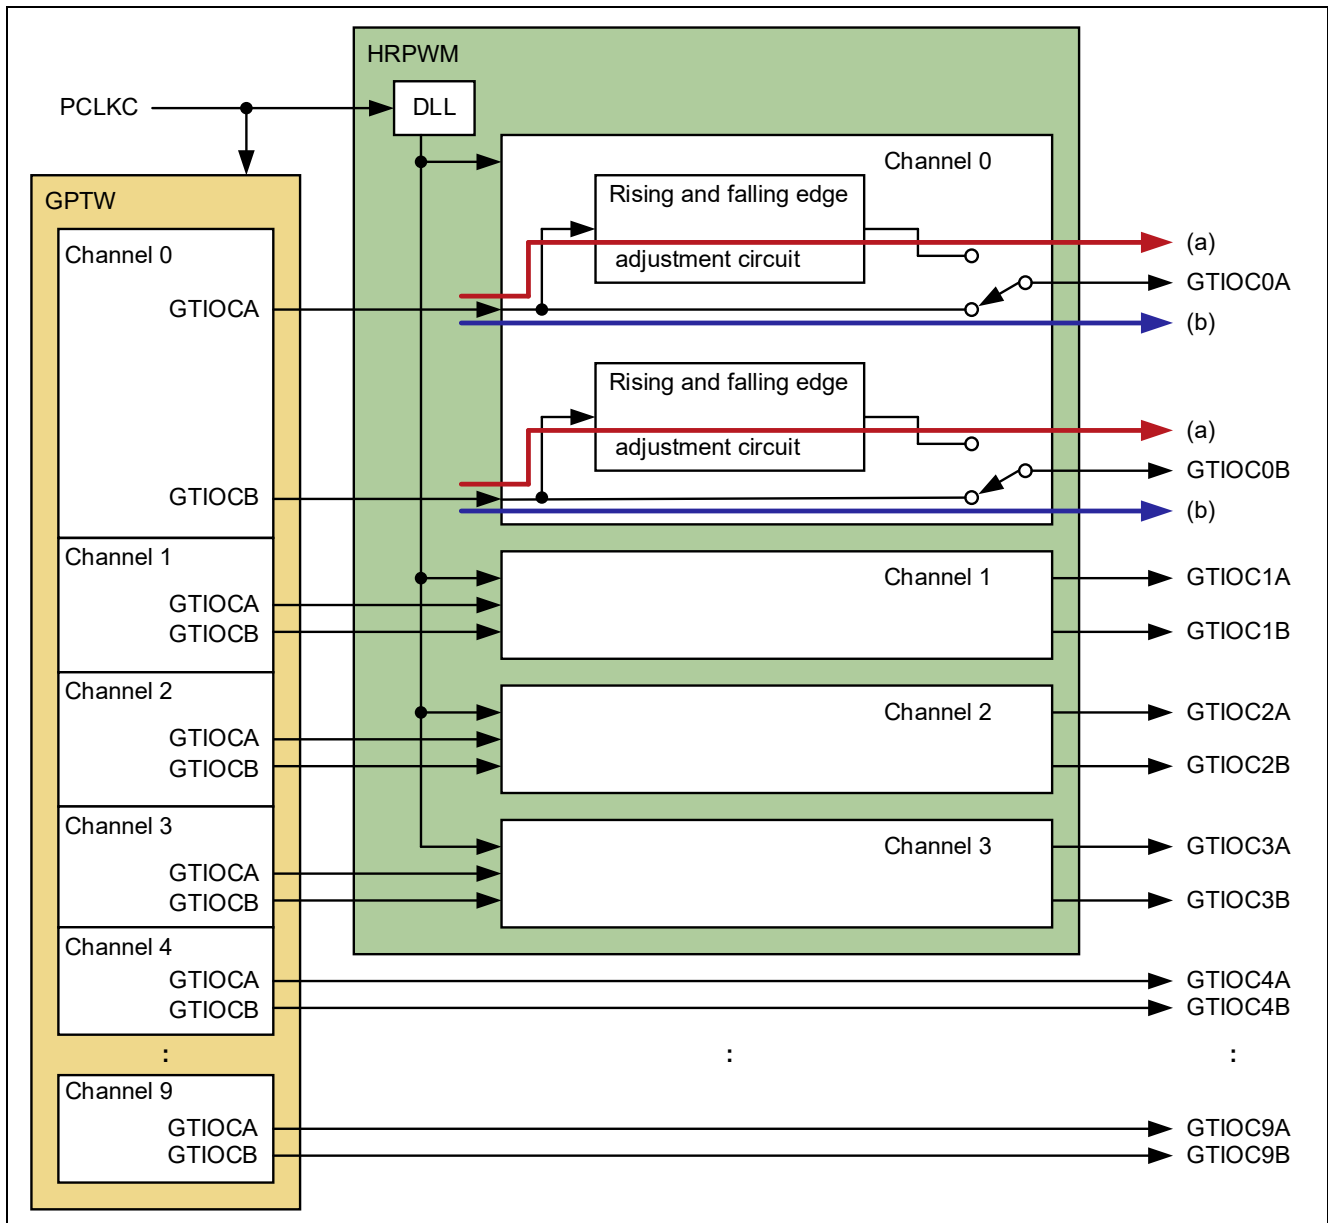 HRPWM
PCLKC
DLL
Channel 0
GPTW
Rising and falling edge
adjustment circuit
Channel 0
(a)
GTIOCA
GTIOC0A
(b)
Rising and falling edge
adjustment circuit
(a)
GTIOCB
GTIOC0B
(b)
Channel 1
Channel 1
GTIOC1A
GTIOCA
GTIOCB
GTIOC1B
Channel 2
Channel 2
GTIOC2A
GTIOCA
GTIOCB
GTIOC2B
Channel 3
Channel 3
GTIOC3A
GTIOCA
GTIOCB
GTIOC3B
Channel 4
GTIOCA
GTIOC4A
GTIOCB
GTIOC4B
:
:
:
Channel 9
GTIOCA
GTIOC9A
GTIOCB
GTIOC9B